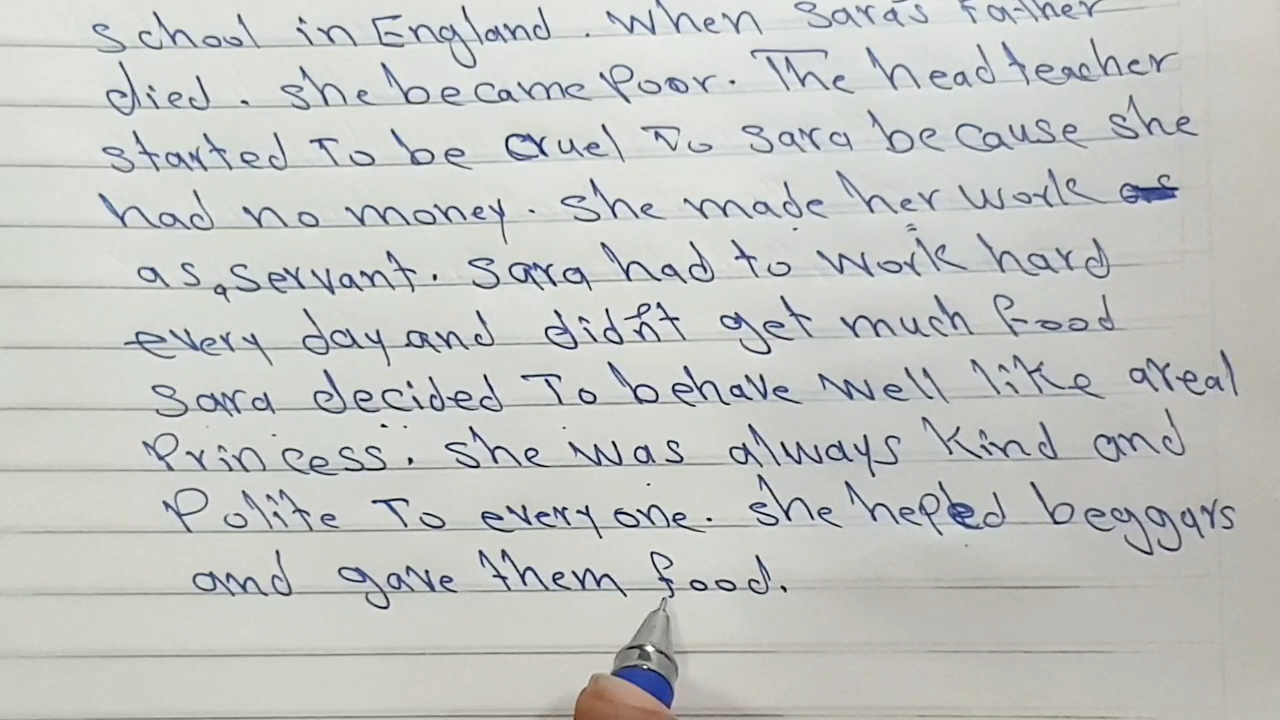 school in England. When Sara's Father
died. she became Poor. The head teacher
started To be cruel To Sara because she
had no money. She made her work
as a servant. Sara had to work hard
every day and didn't get much food
Sara decided To behave well like a real
Princess. She was always kind and
Polite To everyone. She heped beggars
and gave them food.